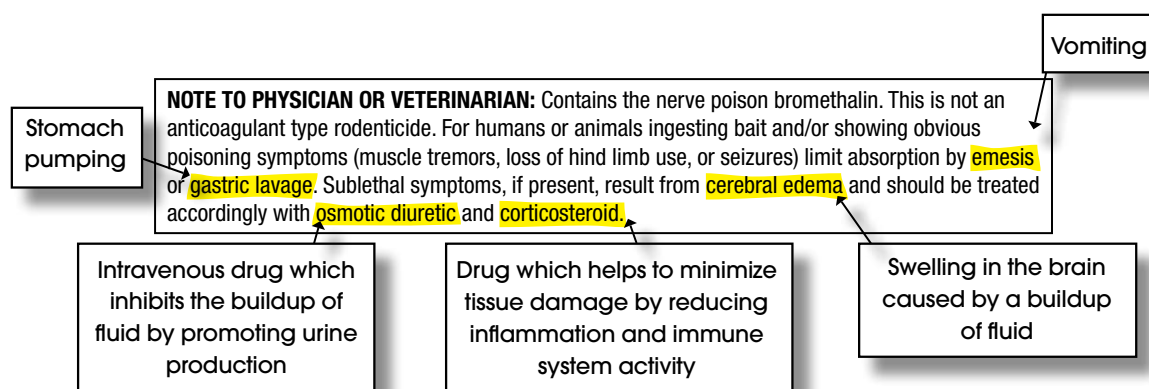 Vomiting
NOTE TO PHYSICIAN OR VETERINARIAN: Contains the nerve poison bromethalin. This is not an
anticoagulant type rodenticide. For humans or animals ingesting bait and/or showing obvious
poisoning symptoms (muscle tremors, loss of hind limb use, or seizures) limit absorption by emesis
or gastric lavage. Sublethal symptoms, if present, result from cerebral edema and should be treated
accordingly with osmotic diuretic and corticosteroid.
Stomach
pumping
Intravenous drug which
inhibits the buildup of
fluid by promoting urine
production
Drug which helps to minimize
tissue damage by reducing
inflammation and immune
system activity
Swelling in the brain
caused by a buildup
of fluid